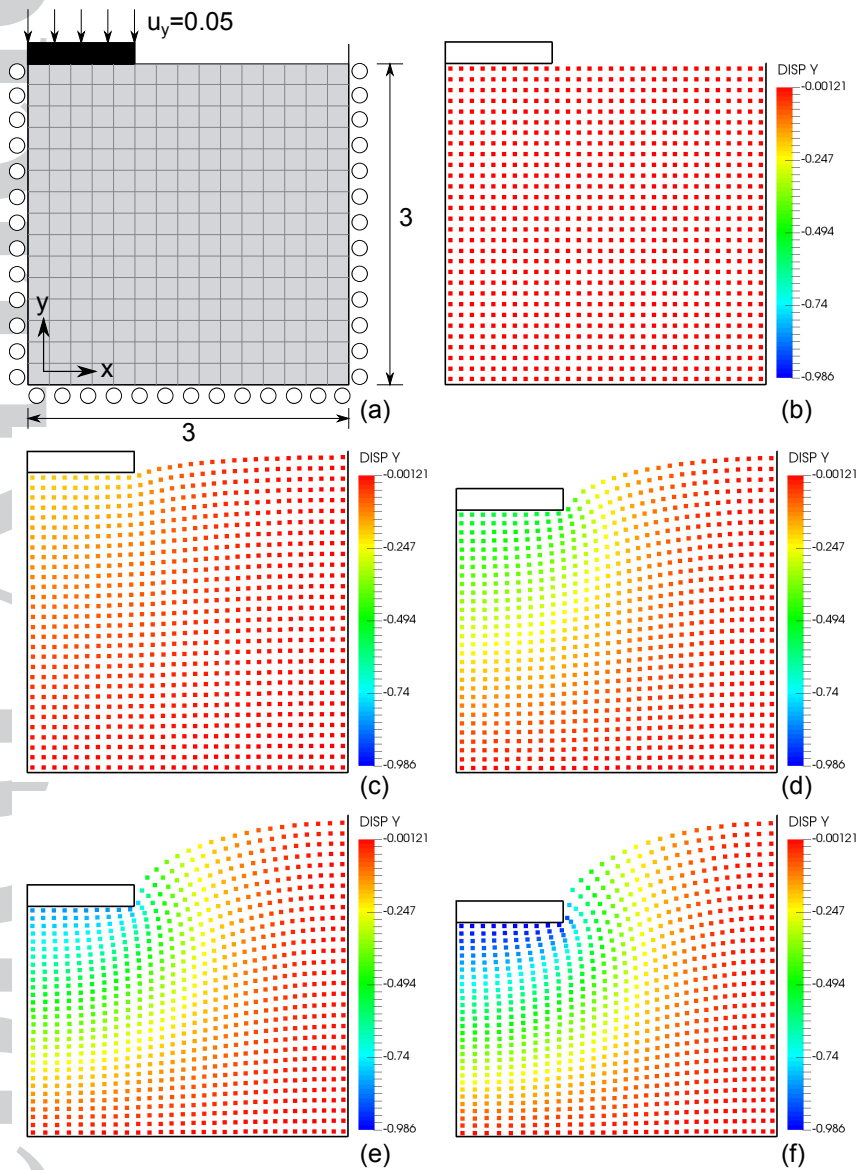 u_y=0.05
y
x
3
3
(a)
DISP Y
-0.00121
-0.247
-0.494
-0.74
-0.986
(b)
DISP Y
-0.00121
-0.247
-0.494
-0.74
-0.986
(c)
DISP Y
-0.00121
-0.247
-0.494
-0.74
-0.986
(d)
DISP Y
-0.00121
-0.247
-0.494
-0.74
-0.986
(e)
DISP Y
-0.00121
-0.247
-0.494
-0.74
-0.986
(f)